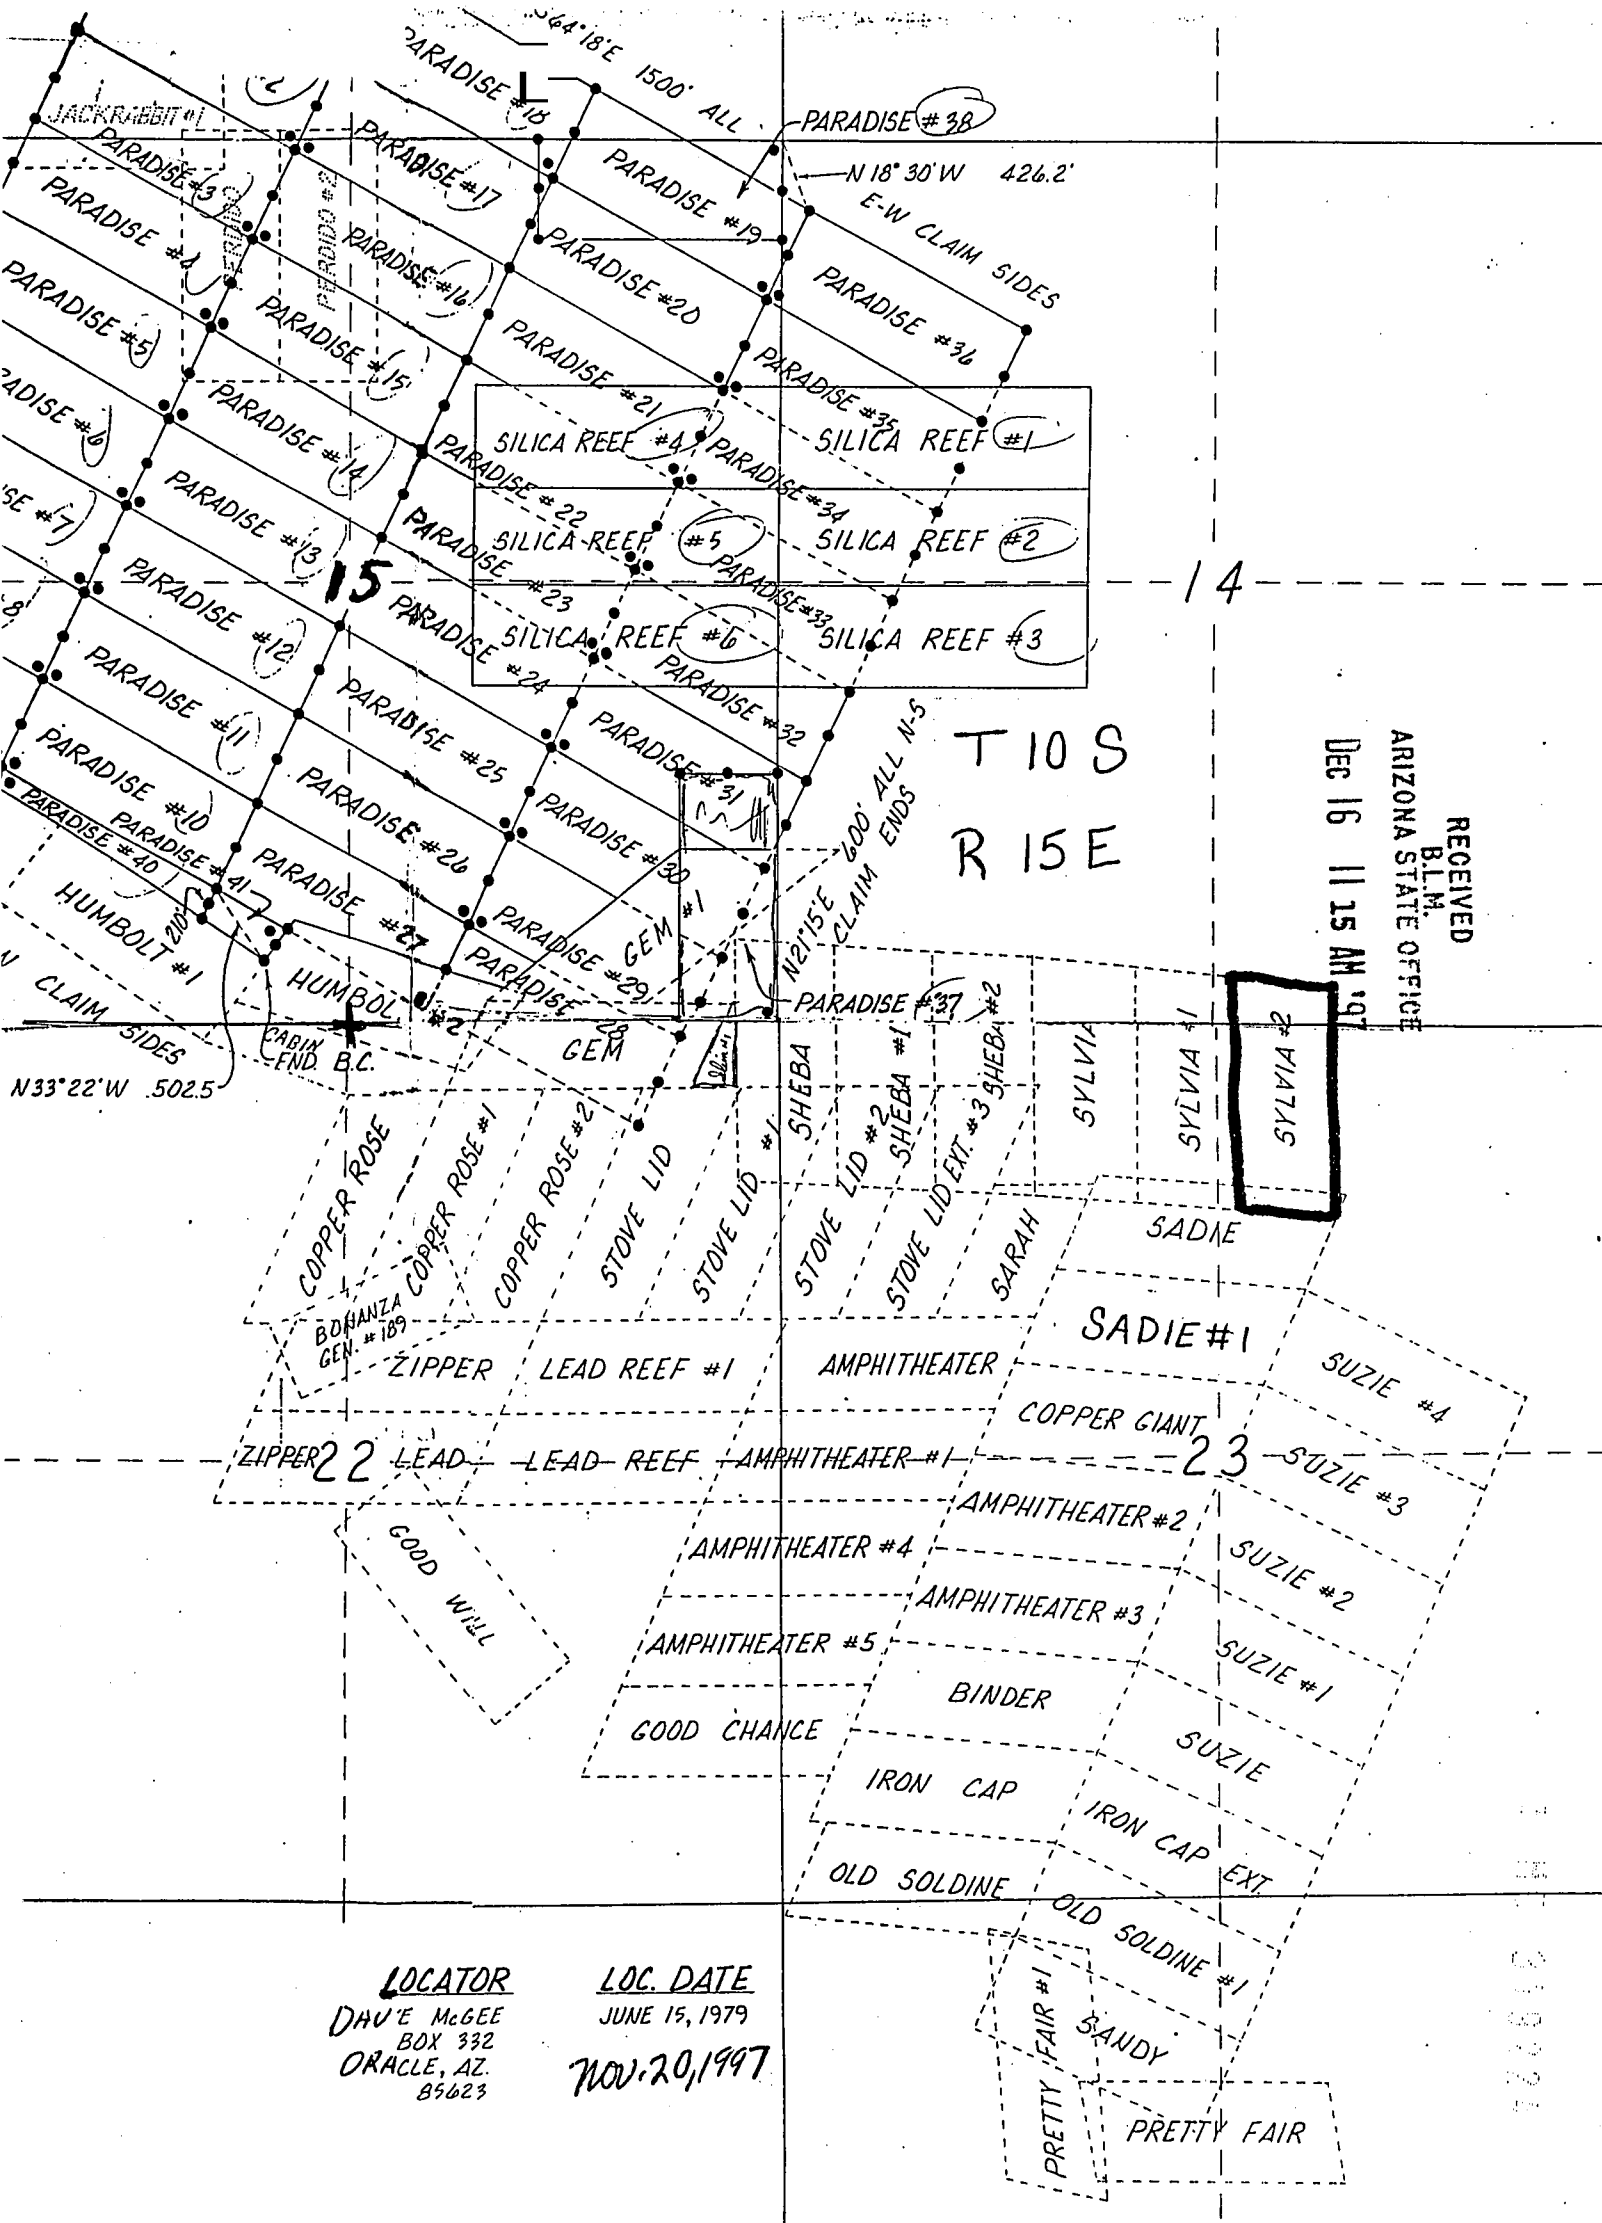 64°18'E 1500' ALL
E-W CLAIM SIDES
PARADISE #18
PARADISE #38
N 18° 30' W 426.2'
JACKRABBIT #1
PARADISE #3
PARADISE #17
PARADISE #19
PERDIDO #2
PARADISE #4
PARADISE #16
PARADISE #20
PARADISE #36
PARADISE #5
PARADISE #15
PARADISE #21
PARADISE #35
ADISE #6
PARADISE #14
PARADISE #22
PARADISE #34
SILICA REEF #4
SILICA REEF #1
SE #7
PARADISE #13
PARADISE #23
PARADISE #33
SILICA REEF #5
SILICA REEF #2
15
14
8
PARADISE #12
PARADISE #24
PARADISE #32
SILICA REEF #6
SILICA REEF #3
PARADISE #11
PARADISE #25
PARADISE #31
T 10 S
R 15 E
N21°15'E 600' ALL N-S
CLAIM ENDS
PARADISE #10
PARADISE #26
PARADISE #30
PARADISE #40
PARADISE #41
PARADISE #27
PARADISE #29
PARADISE 28
GEM #1
PARADISE #37
HUMBOLT #1
210'
HUMBOL #2
CLAIM SIDES
CABIN
END. B.C.
GEM
N33°22'W 502.5
RECEIVED
B.L.M.
ARIZONA STATE OFFICE
DEC 16 11 15 AM '97
SHEBA
SHEBA #1
SHEBA #2
SYLVIA
SYLVIA #1
SYLVIA #2
COPPER ROSE
COPPER ROSE #1
COPPER ROSE #2
STOVE LID
STOVE LID #1
STOVE LID #2
STOVE LID EXT. #3
SARAH
SADIE
BONANZA
GEN. #189
ZIPPER
LEAD REEF #1
AMPHITHEATER
SADIE #1
SUZIE #4
COPPER GIANT
ZIPPER LEAD
22
LEAD REEF
AMPHITHEATER #1
23
SUZIE #3
GOOD WILL
AMPHITHEATER #4
AMPHITHEATER #2
SUZIE #2
AMPHITHEATER #5
AMPHITHEATER #3
SUZIE #1
GOOD CHANCE
BINDER
SUZIE
IRON CAP
IRON CAP EXT.
OLD SOLDINE
OLD SOLDINE #1
PRETTY FAIR #1
SANDY
PRETTY FAIR
LOCATOR
DAVE McGEE
BOX 332
ORACLE, AZ.
85623
LOC. DATE
JUNE 15, 1979
NOV. 20, 1997